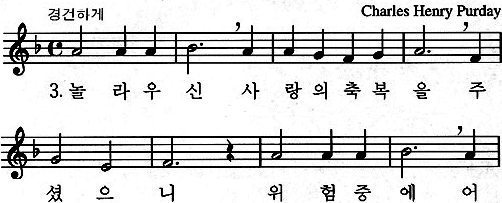 경건하게
Charles Henry Purday
3. 놀 라 우 신 사 랑 의 축 복 을 주
셨 으 니 위 험 중 에 어